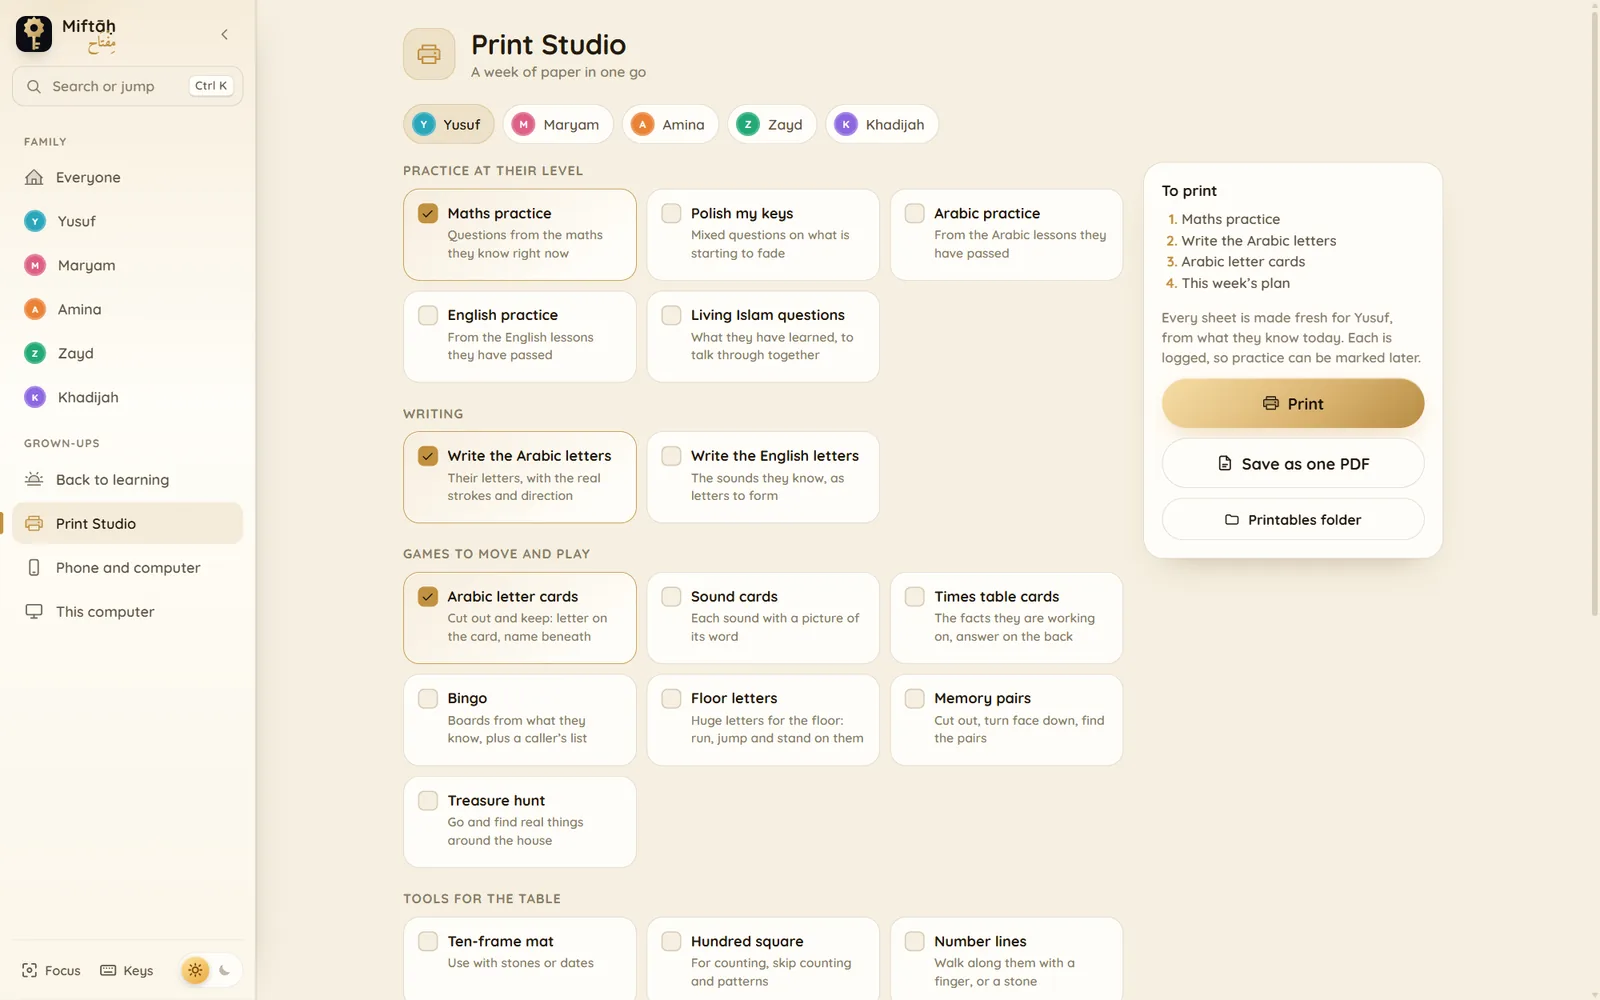 Miftāḥ
مِفتاح
Search or jump
Ctrl K
FAMILY
Everyone
Y
Yusuf
M
Maryam
A
Amina
Z
Zayd
K
Khadijah
GROWN-UPS
Back to learning
Print Studio
Phone and computer
This computer
Focus
Keys
Print Studio
A week of paper in one go
Y Yusuf
M Maryam
A Amina
Z Zayd
K Khadijah
PRACTICE AT THEIR LEVEL
Maths practice
Questions from the maths
they know right now
Polish my keys
Mixed questions on what is
starting to fade
Arabic practice
From the Arabic lessons they
have passed
English practice
From the English lessons
they have passed
Living Islam questions
What they have learned, to
talk through together
WRITING
Write the Arabic letters
Their letters, with the real
strokes and direction
Write the English letters
The sounds they know, as
letters to form
GAMES TO MOVE AND PLAY
Arabic letter cards
Cut out and keep: letter on
the card, name beneath
Sound cards
Each sound with a picture of
its word
Times table cards
The facts they are working
on, answer on the back
Bingo
Boards from what they
know, plus a caller's list
Floor letters
Huge letters for the floor:
run, jump and stand on them
Memory pairs
Cut out, turn face down, find
the pairs
Treasure hunt
Go and find real things
around the house
TOOLS FOR THE TABLE
Ten-frame mat
Use with stones or dates
Hundred square
For counting, skip counting
and patterns
Number lines
Walk along them with a
finger, or a stone
To print
1. Maths practice
2. Write the Arabic letters
3. Arabic letter cards
4. This week's plan
Every sheet is made fresh for Yusuf,
from what they know today. Each is
logged, so practice can be marked later.
Print
Save as one PDF
Printables folder